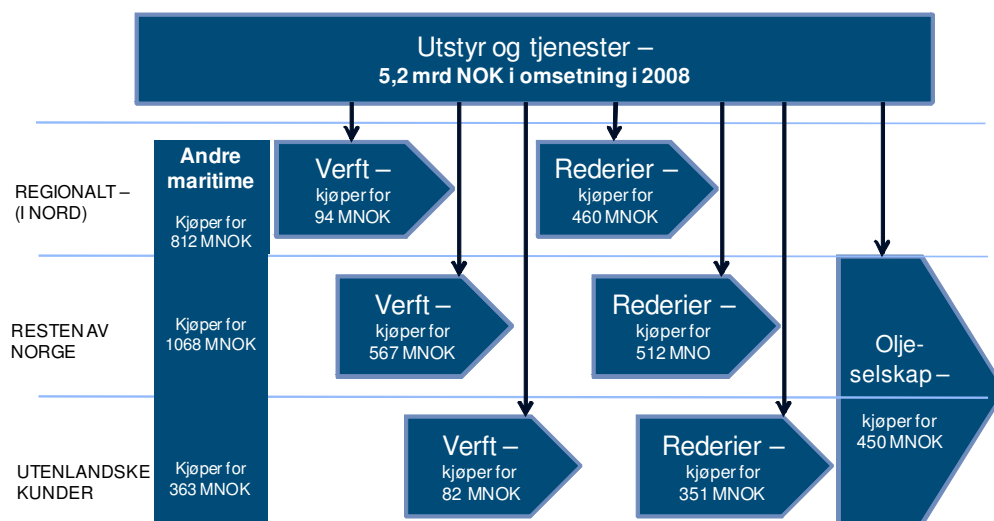 Utstyr og tjenester –
5,2 mrd NOK i omsetning i 2008
REGIONALT –
(I NORD)
Andre
maritime
Kjøper for
812 MNOK
Verft –
kjøper for
94 MNOK
Rederier –
kjøper for
460 MNOK
RESTEN AV
NORGE
Kjøper for
1068 MNOK
Verft –
kjøper for
567 MNOK
Rederier –
kjøper for
512 MNO
Olje-
selskap –
kjøper for
450 MNOK
UTENLANDSKE
KUNDER
Kjøper for
363 MNOK
Verft –
kjøper for
82 MNOK
Rederier –
kjøper for
351 MNOK